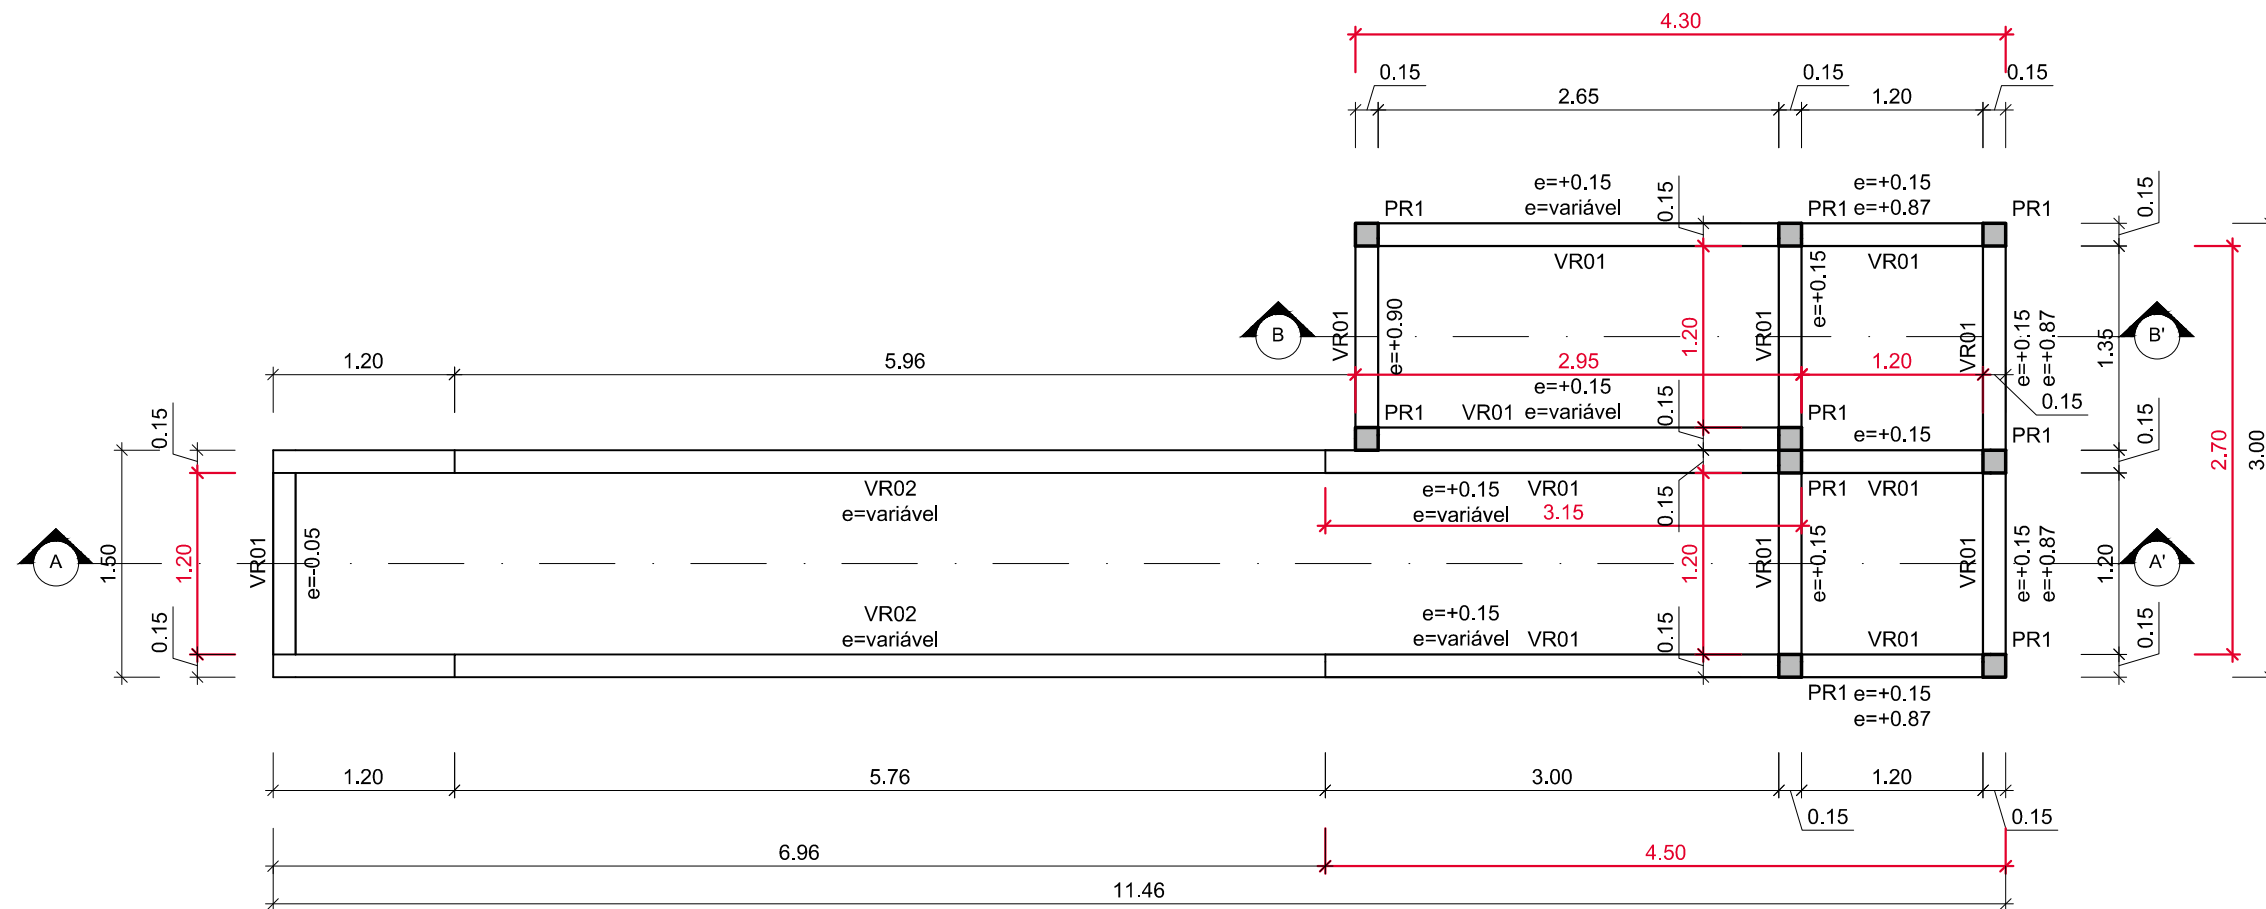 4.30
0.15
0.15
0.15
2.65
1.20
e=+0.15
e=variável
0.15
e=+0.15
e=+0.87
0.15
PR1
PR1
PR1
VR01
VR01
e=+0.15
VR01
e=+0.90
1.20
VR01
VR01
e=+0.15
e=+0.87
B
B'
1.35
1.20
5.96
2.95
1.20
0.15
e=+0.15
e=variável
PR1
VR01
0.15
PR1
e=+0.15
PR1
0.15
2.70
3.00
0.15
VR02
e=variável
e=+0.15
e=variável
VR01
3.15
0.15
PR1
VR01
A
1.50
1.20
VR01
e=-0.05
1.20
VR01
e=+0.15
VR01
e=+0.15
e=+0.87
A'
1.20
0.15
VR02
e=variável
e=+0.15
e=variável
VR01
0.15
VR01
PR1
0.15
PR1
e=+0.15
e=+0.87
1.20
5.76
3.00
1.20
0.15
0.15
6.96
4.50
11.46